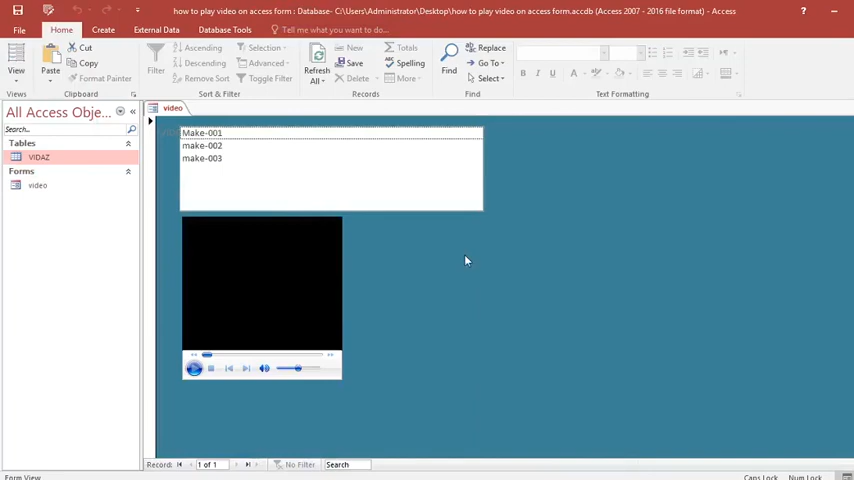 how to play video on access form : Database- C:\Users\Administrator\Desktop\how to play video on access form.accdb (Access 2007 - 2016 file format) - Access
File Home Create External Data Database Tools Tell me what you want to do...
View
Views
Paste
Cut
Copy
Format Painter
Clipboard
Filter
Ascending
Descending
Remove Sort
Selection
Advanced
Toggle Filter
Sort & Filter
Refresh
All
New
Save
Delete
Totals
Spelling
More
Records
Find
Replace
Go To
Select
Find
B I U A
Text Formatting
All Access Obje...
Search...
Tables
VIDAZ
Forms
video
video
Make-001
make-002
make-003
Record: 1 of 1 No Filter Search
Form View Caps Lock Num Lock